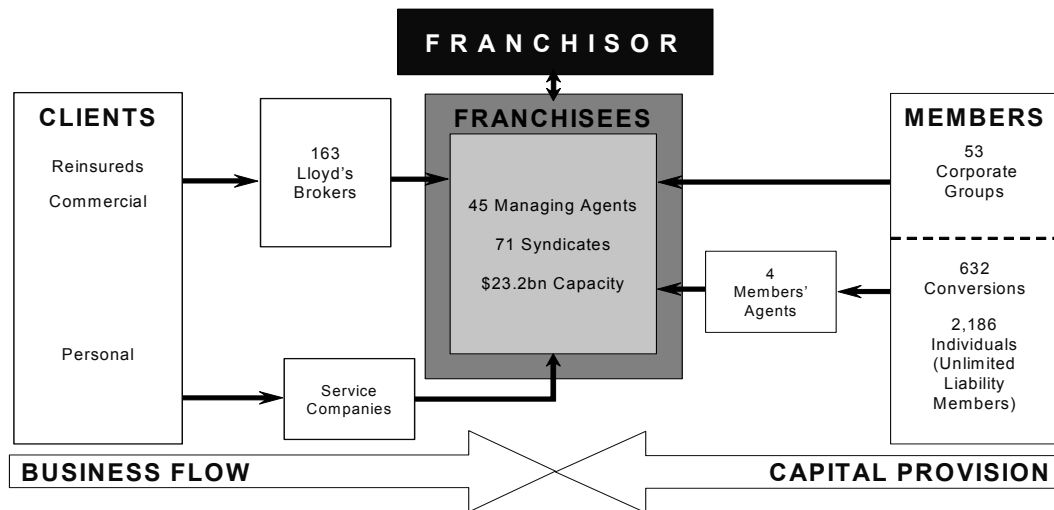 FRANCHISOR
CLIENTS
Reinsureds
Commercial
Personal
163
Lloyd's
Brokers
Service
Companies
FRANCHISEES
45 Managing Agents
71 Syndicates
$23.2bn Capacity
4
Members'
Agents
MEMBERS
53
Corporate
Groups
632
Conversions
2,186
Individuals
(Unlimited
Liability
Members)
BUSINESS FLOW
CAPITAL PROVISION